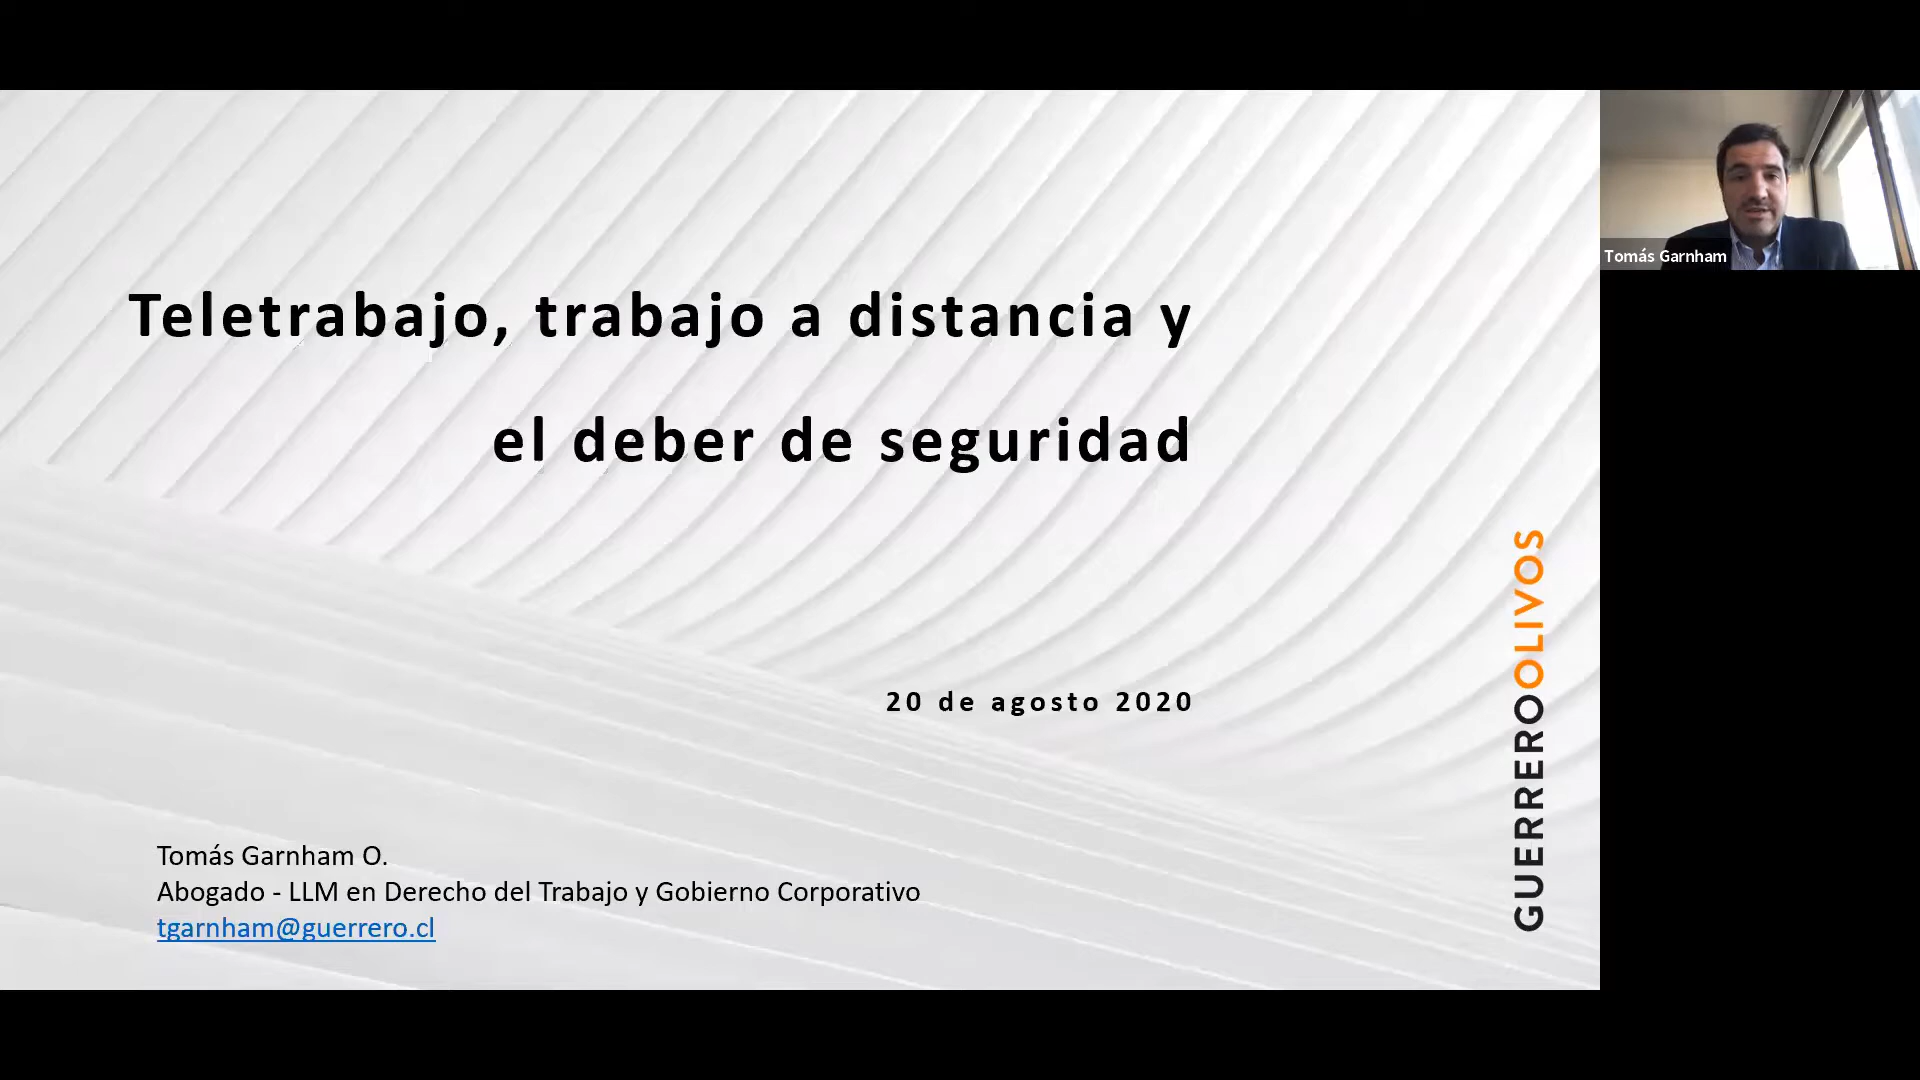 Teletrabajo, trabajo a distancia y
el deber de seguridad
20 de agosto 2020
Tomás Garnham O.
Abogado - LLM en Derecho del Trabajo y Gobierno Corporativo
tgarnham@guerrero.cl
GUERREROOLIVOS
Tomás Garnham